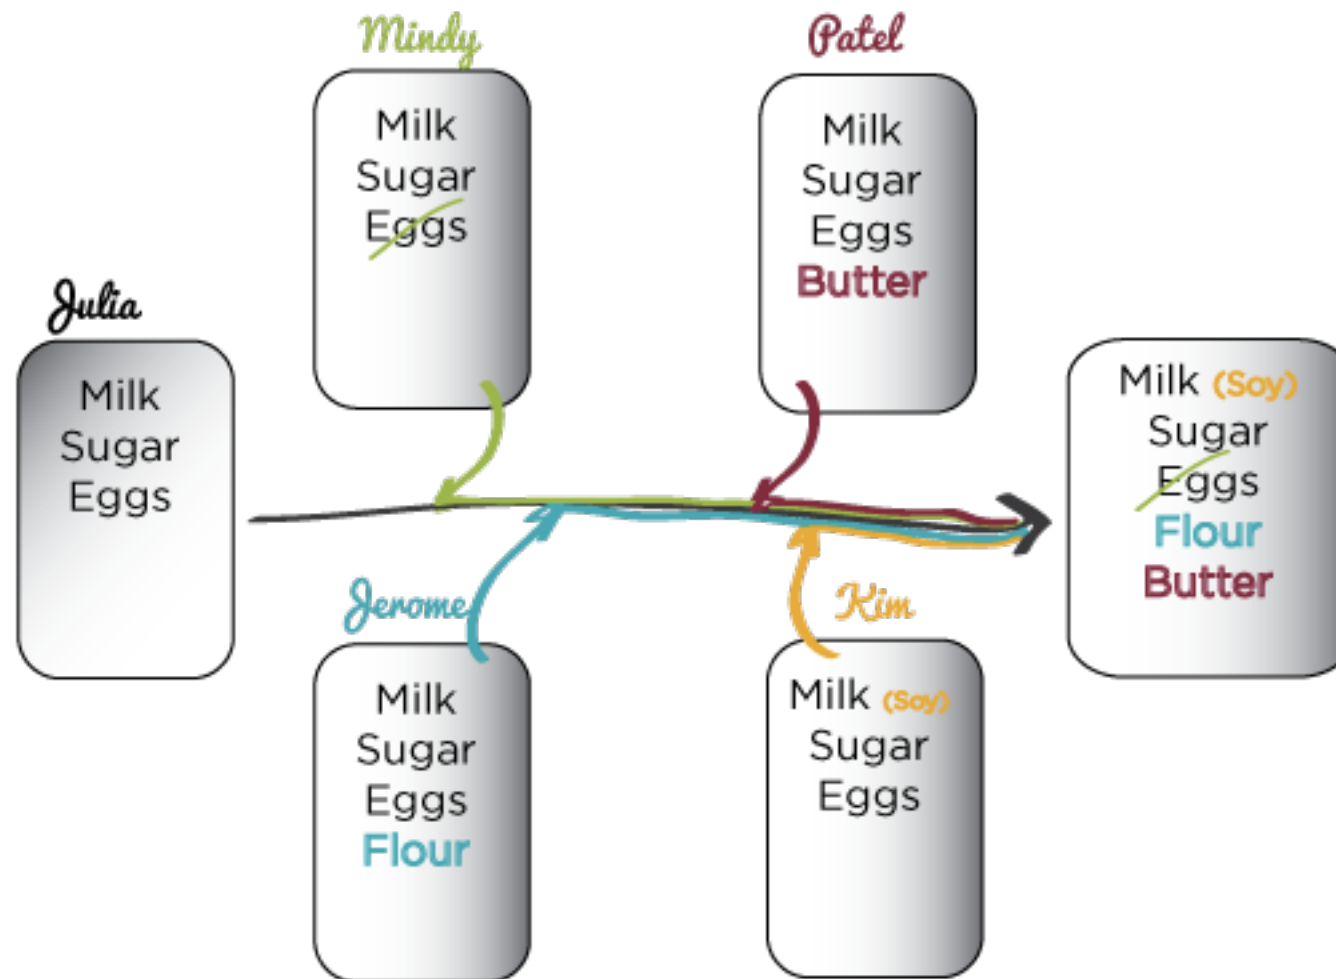 Mindy
Milk
Sugar
Eggs
Patel
Milk
Sugar
Eggs
Butter
Julia
Milk
Sugar
Eggs
Milk (Soy)
Sugar
Eggs
Flour
Butter
Jerome
Milk
Sugar
Eggs
Flour
Kim
Milk (Soy)
Sugar
Eggs